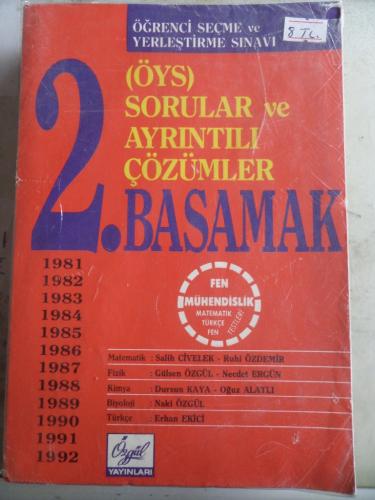 ÖĞRENCİ SEÇME ve
YERLEŞTİRME SINAVI
8 TL.
(ÖYS)
SORULAR ve
AYRINTILI
ÇÖZÜMLER
2.BASAMAK
1981
1982
1983
1984
1985
1986
1987
1988
1989
1990
1991
1992
FEN
MÜHENDİSLİK
MATEMATİK
TÜRKÇE
FEN
TESTLERİ
Matematik : Salih CİVELEK - Ruhi ÖZDEMİR
Fizik : Gülsen ÖZGÜL - Necdet ERGÜN
Kimya : Dursun KAYA - Oğuz ALATLI
Biyoloji : Naki ÖZGÜL
Türkçe : Erhan EKİCİ
Özgül
YAYINLARI